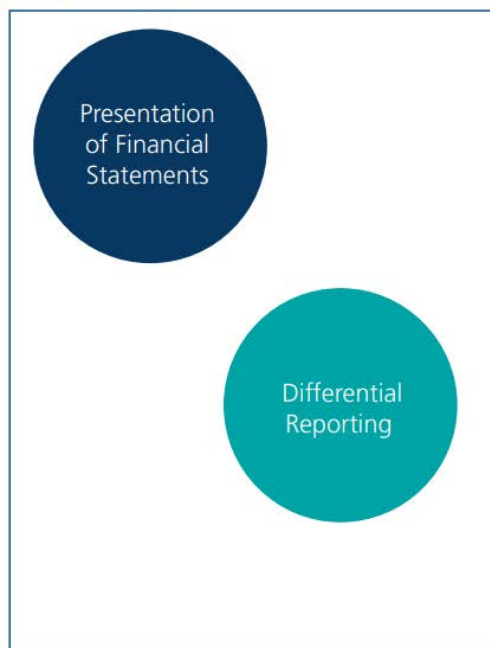 Presentation
of Financial
Statements
Differential
Reporting